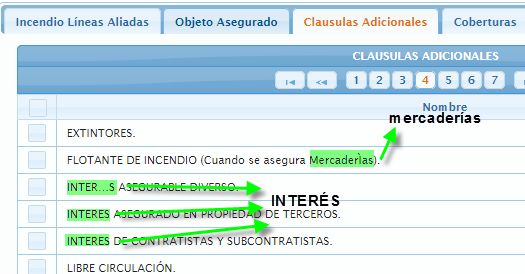 Incendio Líneas Aliadas Objeto Asegurado Clausulas Adicionales Coberturas
CLAUSULAS ADICIONALES
1 2 3 4 5 6 7
Nombre
mercaderías
EXTINTORES.
FLOTANTE DE INCENDIO (Cuando se asegura Mercaderìas).
INTER...S ASEGURABLE DIVERSO.
INTERÉS
INTERES ASEGURADO EN PROPIEDAD DE TERCEROS.
INTERES DE CONTRATISTAS Y SUBCONTRATISTAS.
LIBRE CIRCULACIÓN.